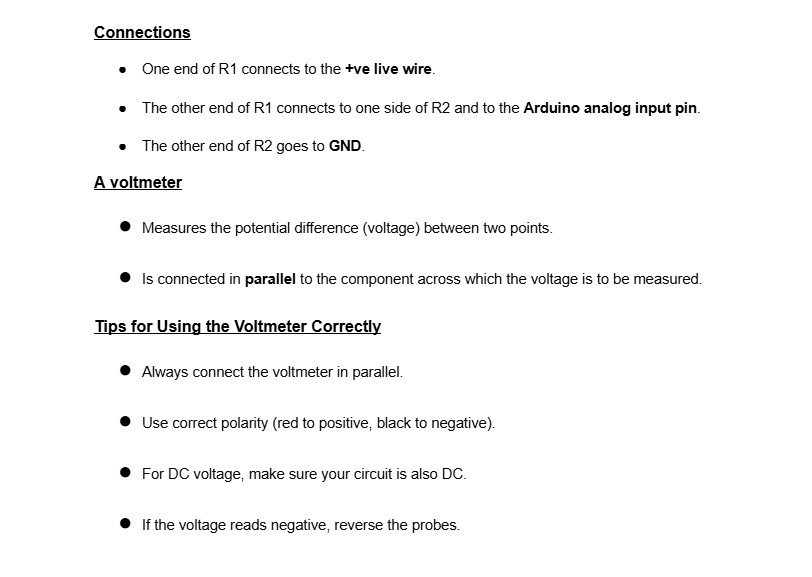 Connections
● One end of R1 connects to the +ve live wire.
● The other end of R1 connects to one side of R2 and to the Arduino analog input pin.
● The other end of R2 goes to GND.
A voltmeter
● Measures the potential difference (voltage) between two points.
● Is connected in parallel to the component across which the voltage is to be measured.
Tips for Using the Voltmeter Correctly
● Always connect the voltmeter in parallel.
● Use correct polarity (red to positive, black to negative).
● For DC voltage, make sure your circuit is also DC.
● If the voltage reads negative, reverse the probes.